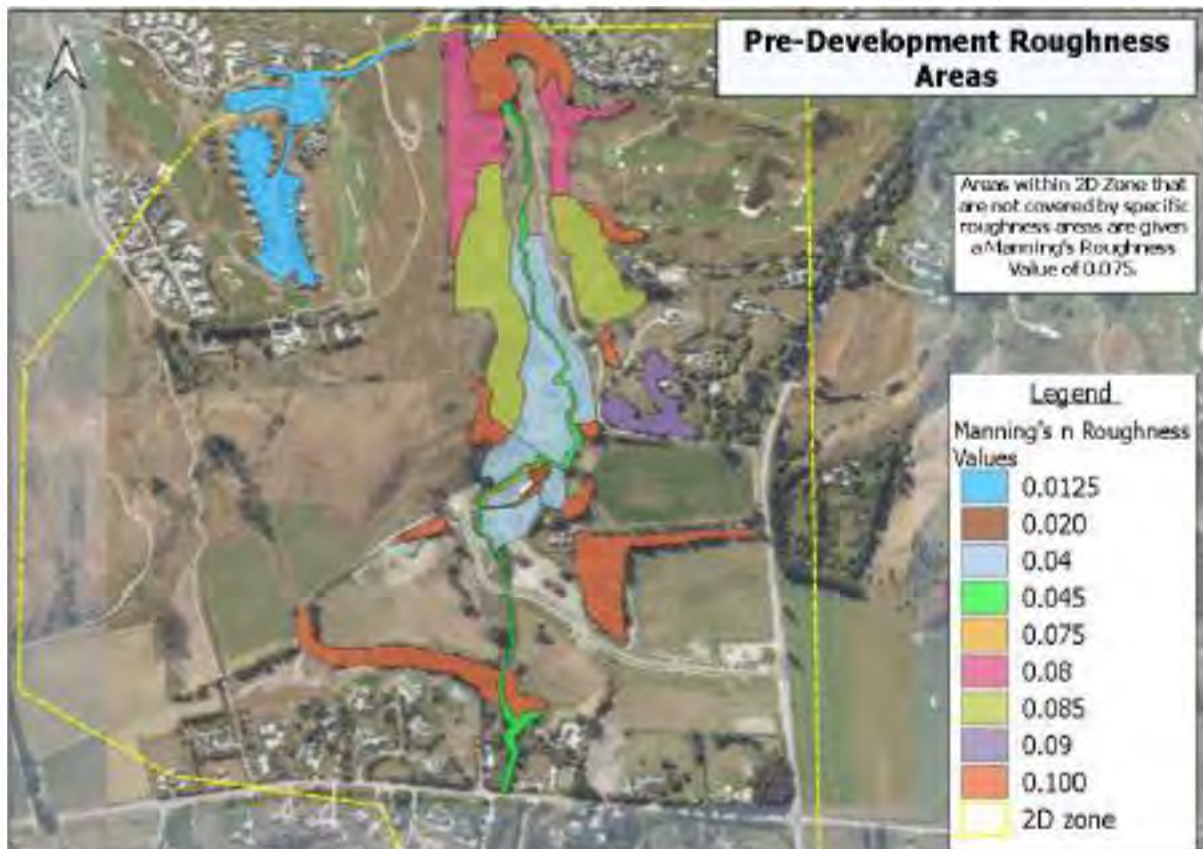 Pre-Development Roughness
Areas
Areas within 2D Zone that
are not covered by specific
roughness areas are given
a Manning's Roughness
Value of 0.075
Legend
Manning's n Roughness
Values
0.0125
0.020
0.04
0.045
0.075
0.08
0.085
0.09
0.100
2D zone